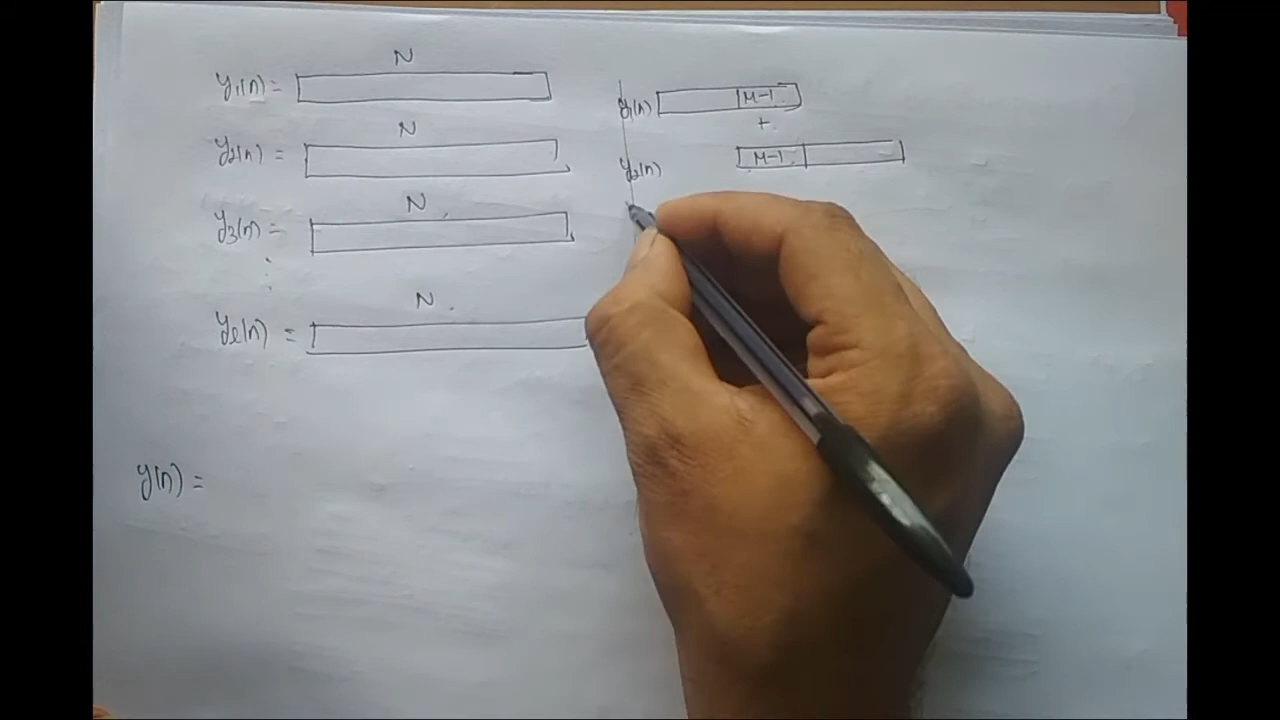 N
y₁(n) =
N
y₂(n) =
N
y₃(n) =
N
yₗ(n) =
y₁(n) M-1
+
y₂(n) M-1
y(n) =